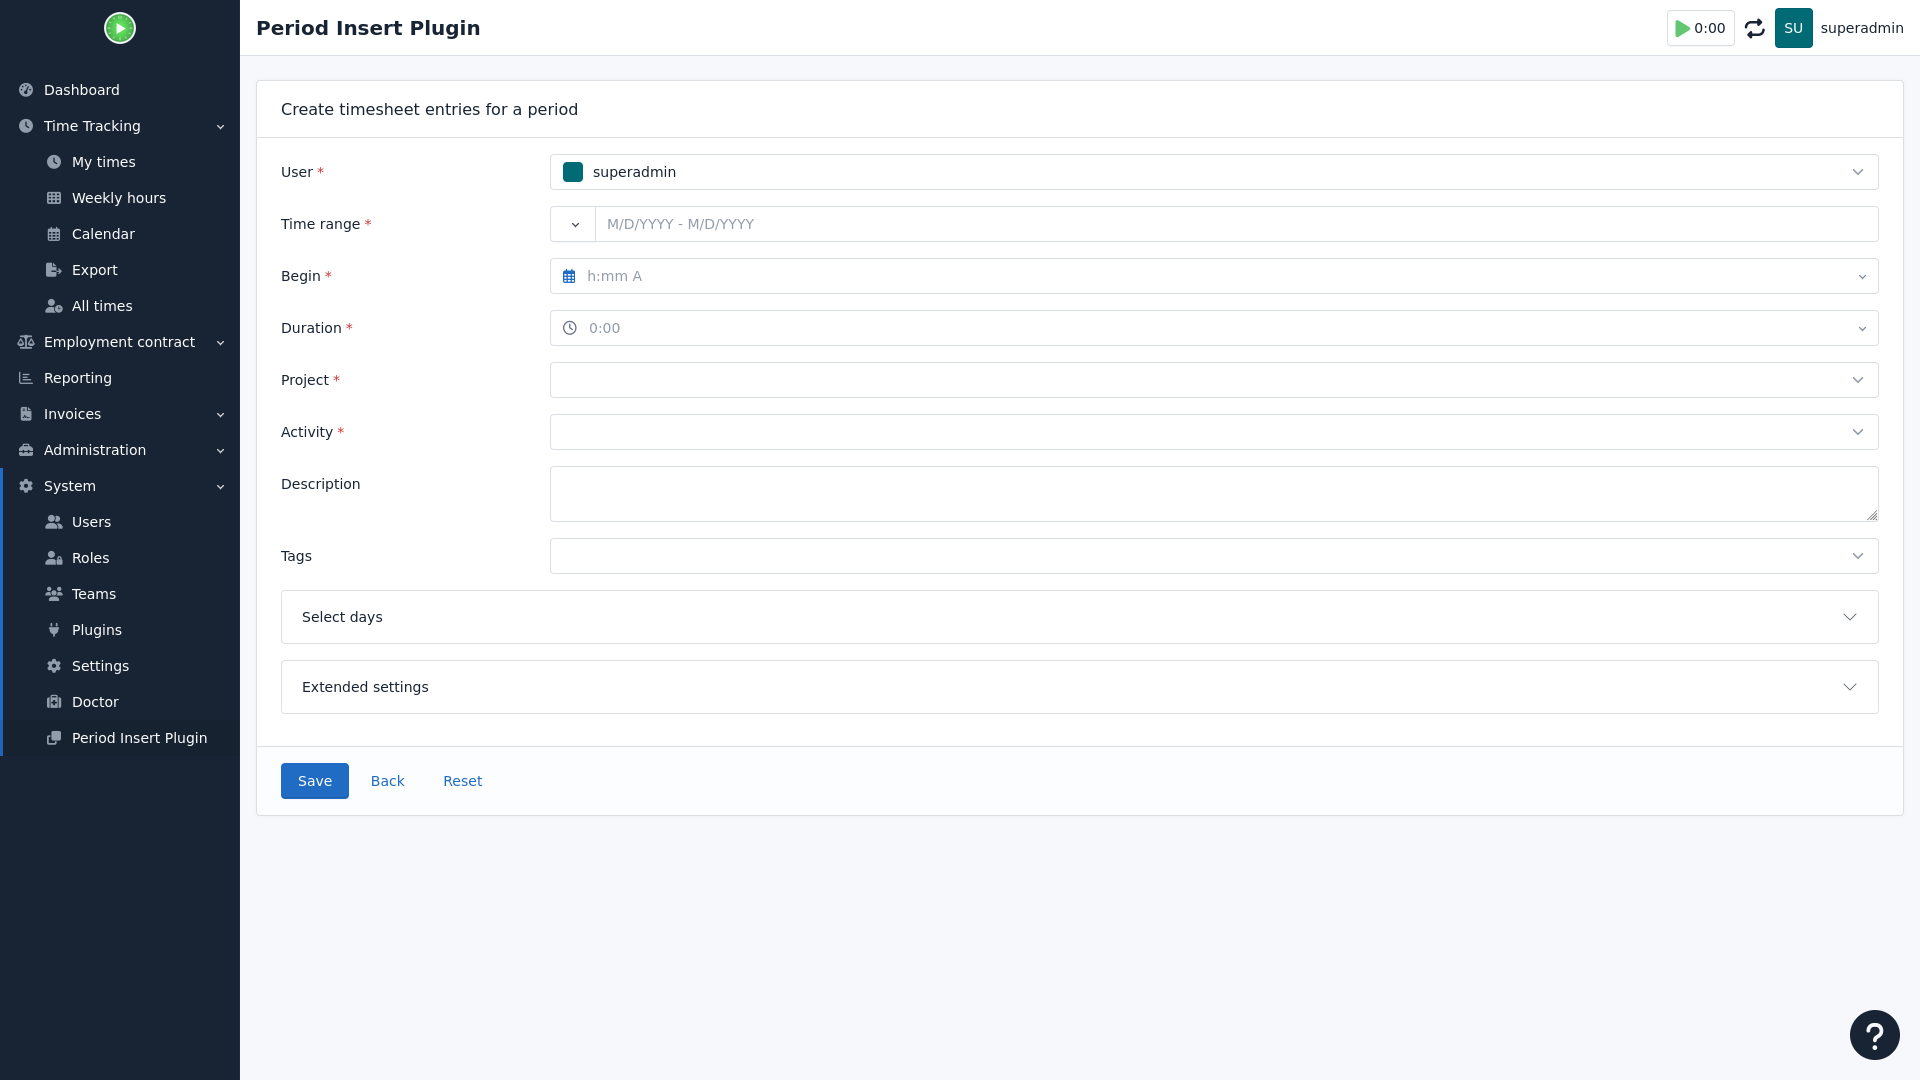 Period Insert Plugin
0:00
SU
superadmin
Dashboard
Time Tracking
My times
Weekly hours
Calendar
Export
All times
Employment contract
Reporting
Invoices
Administration
System
Users
Roles
Teams
Plugins
Settings
Doctor
Period Insert Plugin
Create timesheet entries for a period
User *
superadmin
Time range *
M/D/YYYY - M/D/YYYY
Begin *
h:mm A
Duration *
0:00
Project *
Activity *
Description
Tags
Select days
Extended settings
Save
Back
Reset
?